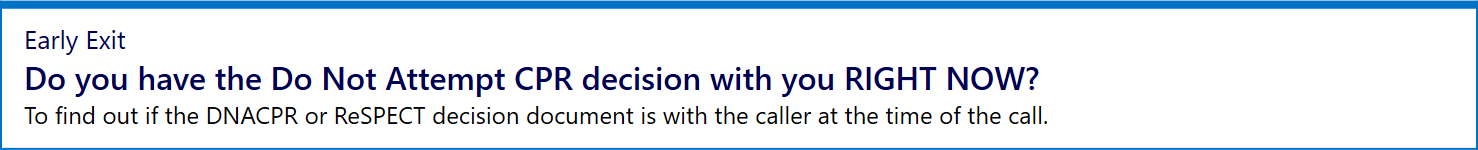 Early Exit
Do you have the Do Not Attempt CPR decision with you RIGHT NOW?
To find out if the DNACPR or ReSPECT decision document is with the caller at the time of the call.